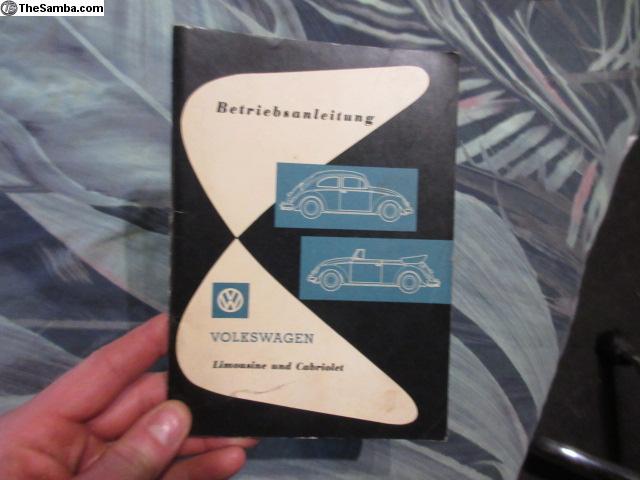 TheSamba.com
Betriebsanleitung
VW
VOLKSWAGEN
Limousine und Cabriolet